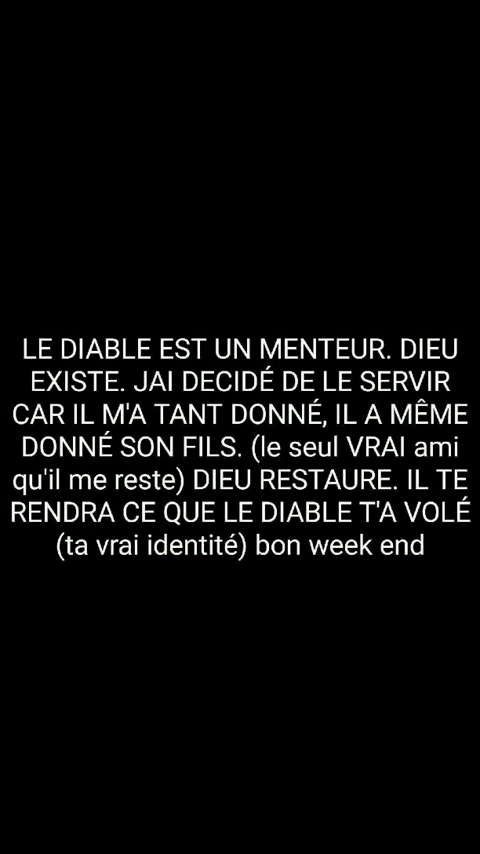 LE DIABLE EST UN MENTEUR. DIEU
EXISTE. JAI DECIDÉ DE LE SERVIR
CAR IL M'A TANT DONNÉ, IL A MÊME
DONNÉ SON FILS. (le seul VRAI ami
qu'il me reste) DIEU RESTAURE. IL TE
RENDRA CE QUE LE DIABLE T'A VOLÉ
(ta vrai identité) bon week end